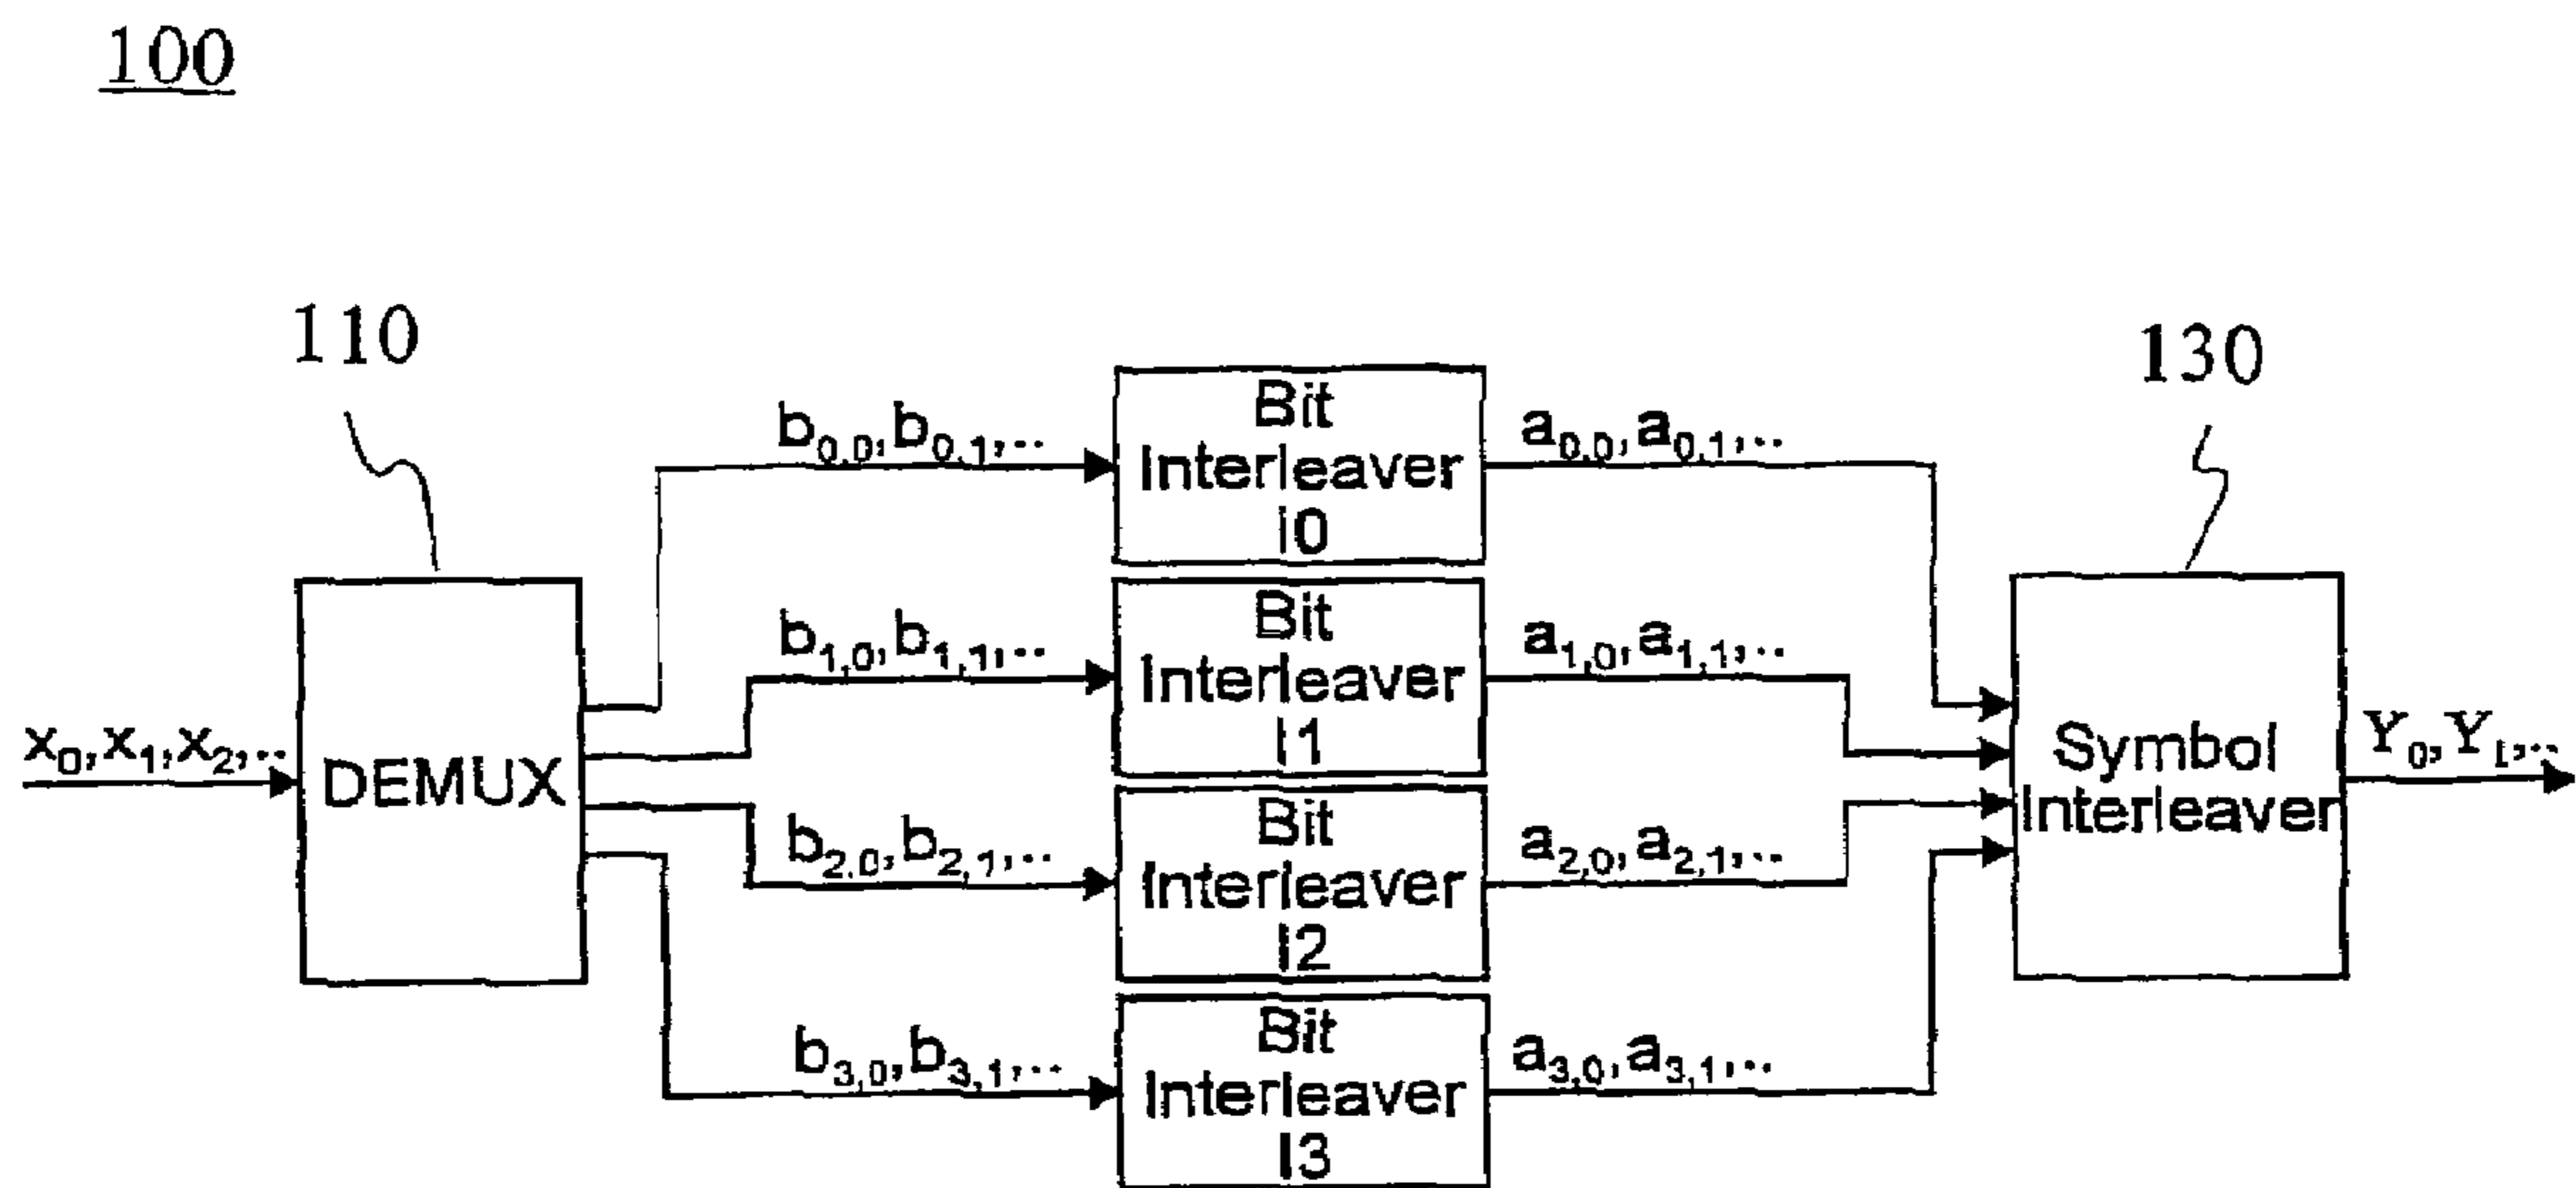 100
110
130
x₀,x₁,x₂,..
DEMUX
b₀,₀,b₀,₁,..
b₁,₀,b₁,₁,..
b₂,₀,b₂,₁,..
b₃,₀,b₃,₁,..
Bit
Interleaver
I0
Bit
Interleaver
I1
Bit
Interleaver
I2
Bit
Interleaver
I3
a₀,₀,a₀,₁,..
a₁,₀,a₁,₁,..
a₂,₀,a₂,₁,..
a₃,₀,a₃,₁,..
Symbol
Interleaver
Y₀,Y₁,..